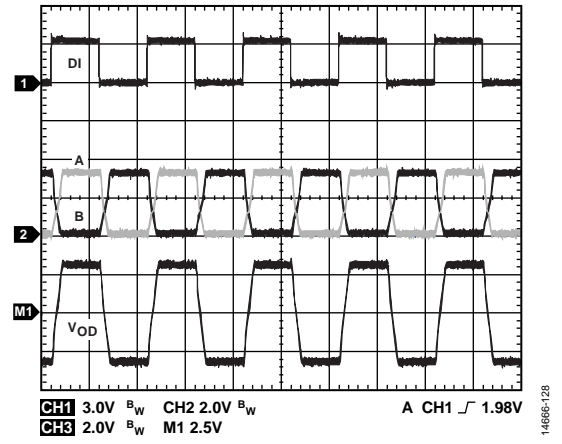 DI
1
A
B
2
M1
VOD
CH1 3.0V BW CH2 2.0V BW A CH1 1.98V
CH3 2.0V BW M1 2.5V
14666-128